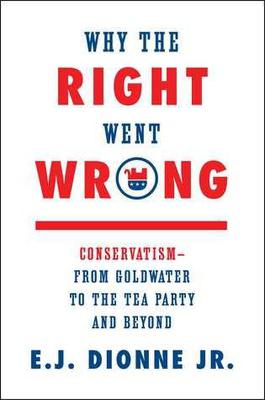 WHY THE
RIGHT
WENT
WRONG
CONSERVATISM–
FROM GOLDWATER
TO THE TEA PARTY
AND BEYOND
E.J. DIONNE JR.